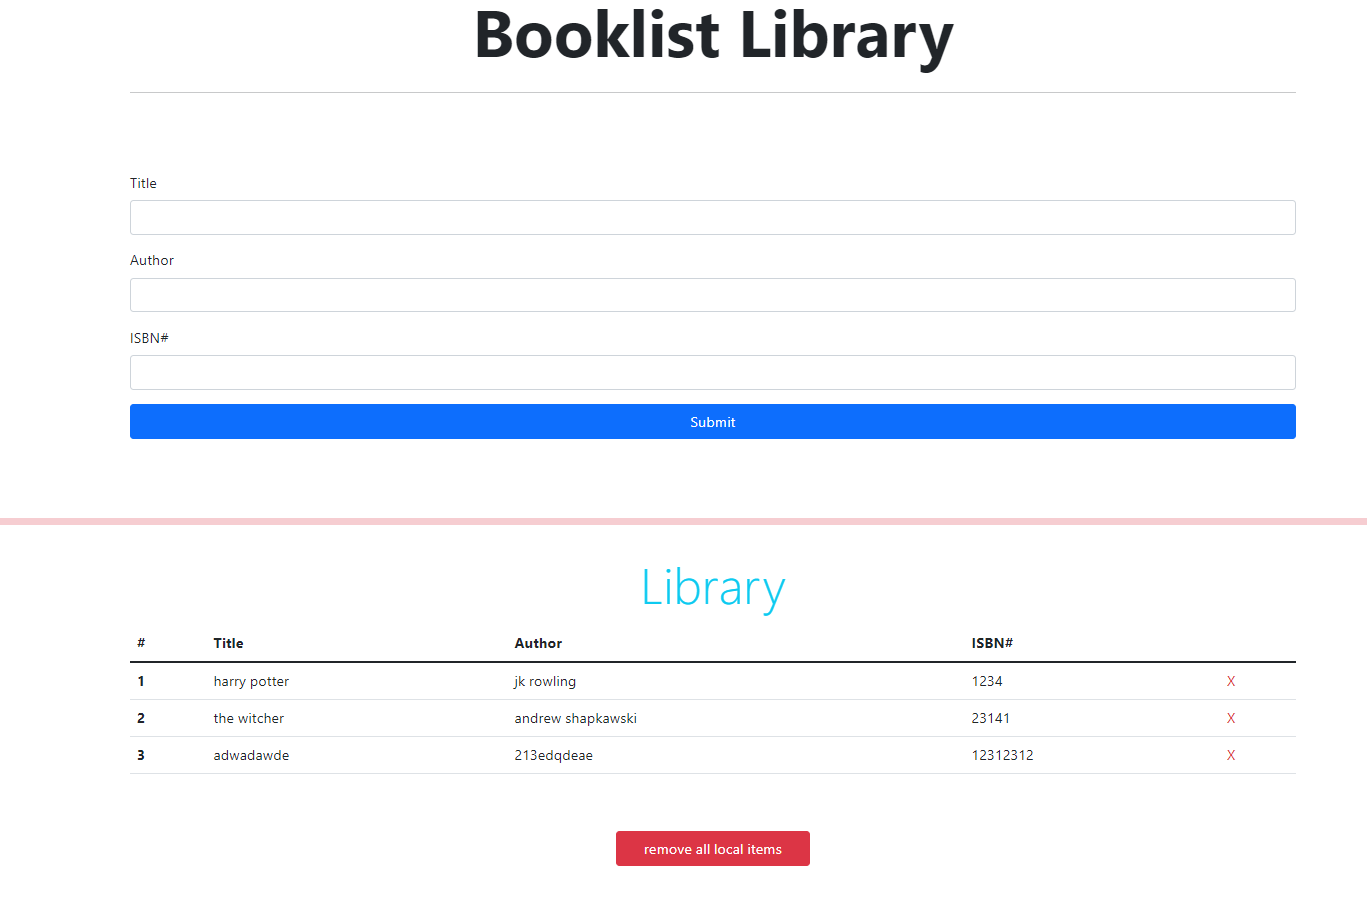 Booklist Library
Title
Author
ISBN#
Submit
Library
# Title Author ISBN#
1 harry potter jk rowling 1234 X
2 the witcher andrew shapkawski 23141 X
3 adwadawde 213edqdeae 12312312 X
remove all local items